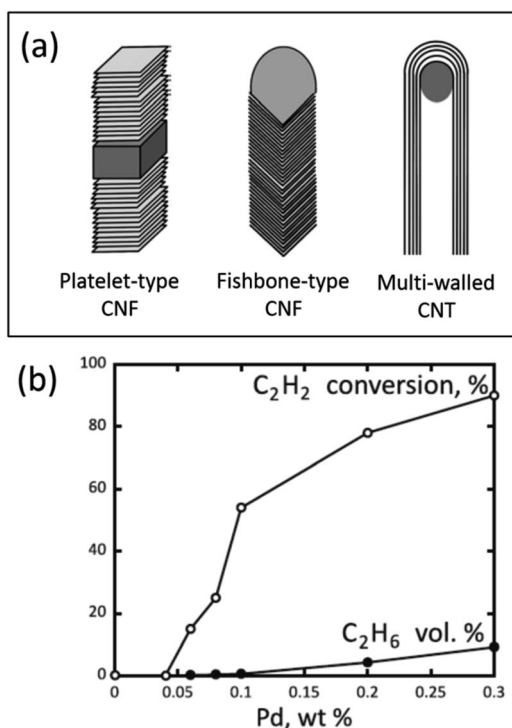 (a)
Platelet-type Fishbone-type Multi-walled
CNF CNF CNT
(b)
100
80
60
40
20
0
C₂H₂ conversion, %
C₂H₆ vol. %
0 0.05 0.1 0.15 0.2 0.25 0.3
Pd, wt %